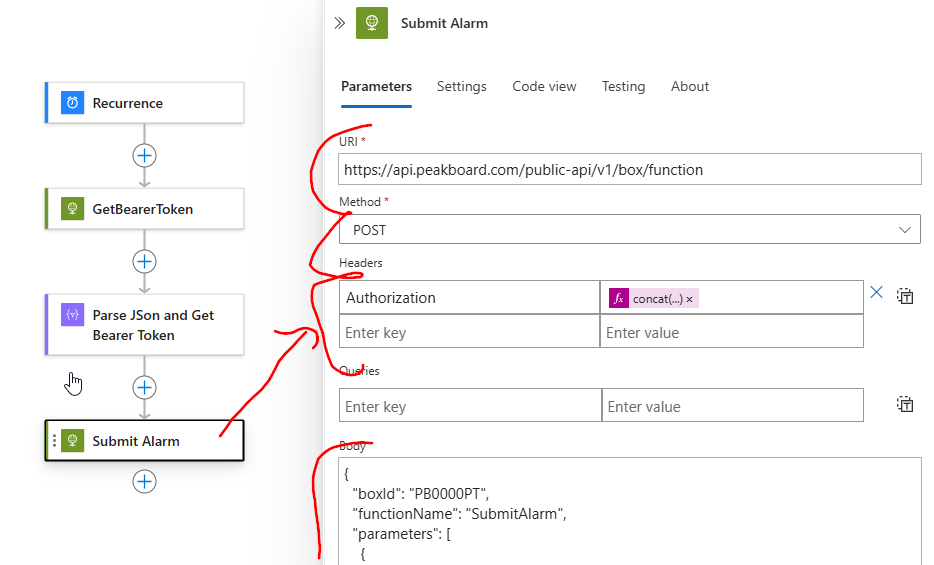 Recurrence
GetBearerToken
Parse JSon and Get
Bearer Token
Submit Alarm
Submit Alarm
Parameters Settings Code view Testing About
URI *
https://api.peakboard.com/public-api/v1/box/function
Method *
POST
Headers
Authorization fx concat(...) ×
Enter key Enter value
Queries
Enter key Enter value
Body
{
"boxId": "PB0000PT",
"functionName": "SubmitAlarm",
"parameters": [
{